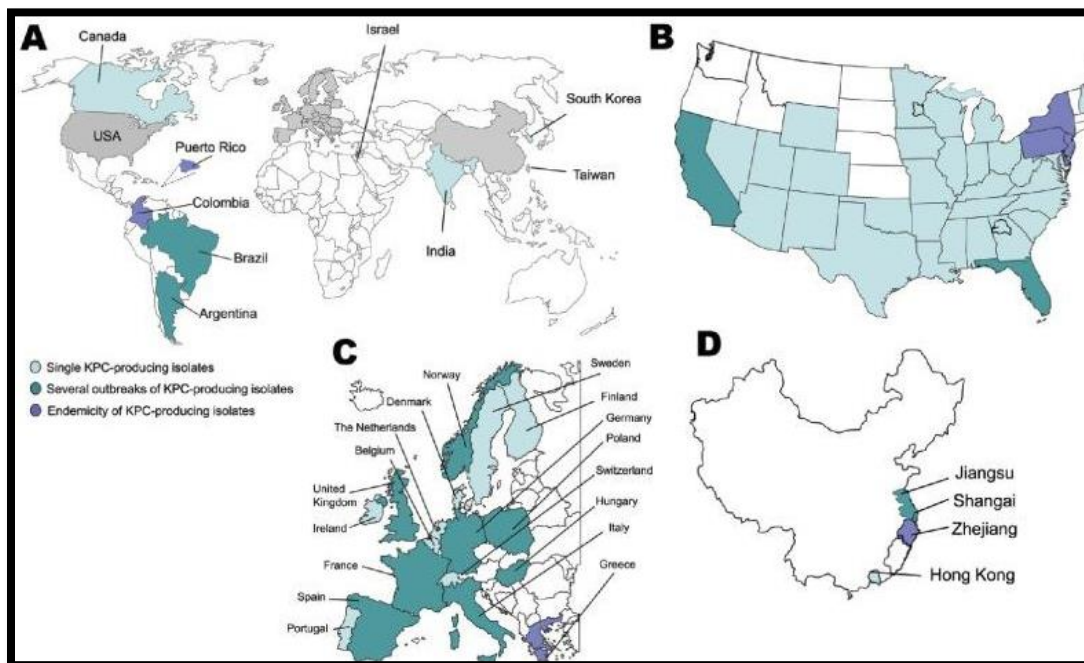 A
Canada
USA
Puerto Rico
Colombia
Brazil
Argentina
Israel
South Korea
Taiwan
India
Single KPC-producing isolates
Several outbreaks of KPC-producing isolates
Endemicity of KPC-producing isolates
B
C
Norway
Denmark
The Netherlands
Belgium
United
Kingdom
Ireland
France
Spain
Portugal
Sweden
Finland
Germany
Poland
Switzerland
Hungary
Italy
Greece
D
Jiangsu
Shangai
Zhejiang
Hong Kong